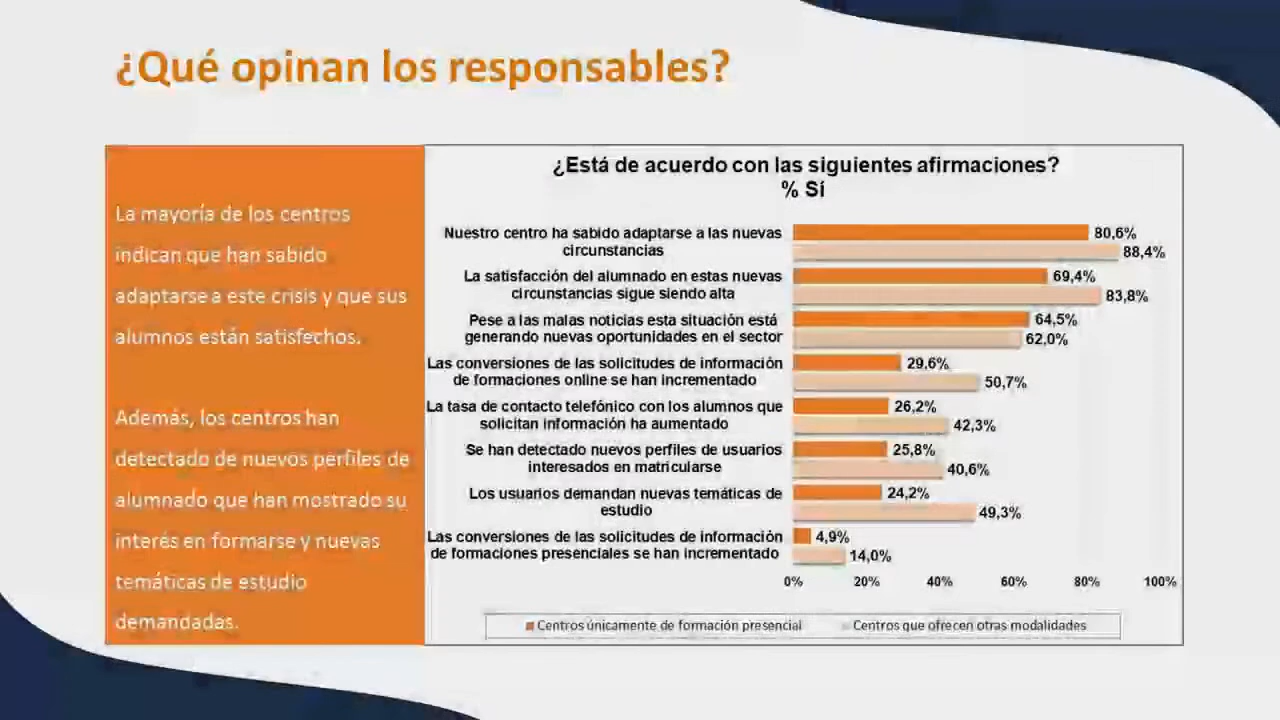 ¿Qué opinan los responsables?
La mayoría de los centros
indican que han sabido
adaptarse a este crisis y que sus
alumnos están satisfechos.
Además, los centros han
detectado de nuevos perfiles de
alumnado que han mostrado su
interés en formarse y nuevas
temáticas de estudio
demandadas.
¿Está de acuerdo con las siguientes afirmaciones?
% Sí
Nuestro centro ha sabido adaptarse a las nuevas
circunstancias
80,6%
88,4%
La satisfacción del alumnado en estas nuevas
circunstancias sigue siendo alta
69,4%
83,8%
Pese a las malas noticias esta situación está
generando nuevas oportunidades en el sector
64,5%
62,0%
Las conversiones de las solicitudes de información
de formaciones online se han incrementado
29,6%
50,7%
La tasa de contacto telefónico con los alumnos que
solicitan información ha aumentado
26,2%
42,3%
Se han detectado nuevos perfiles de usuarios
interesados en matricularse
25,8%
40,6%
Los usuarios demandan nuevas temáticas de
estudio
24,2%
49,3%
Las conversiones de las solicitudes de información
de formaciones presenciales se han incrementado
4,9%
14,0%
0% 20% 40% 60% 80% 100%
Centros únicamente de formación presencial Centros que ofrecen otras modalidades